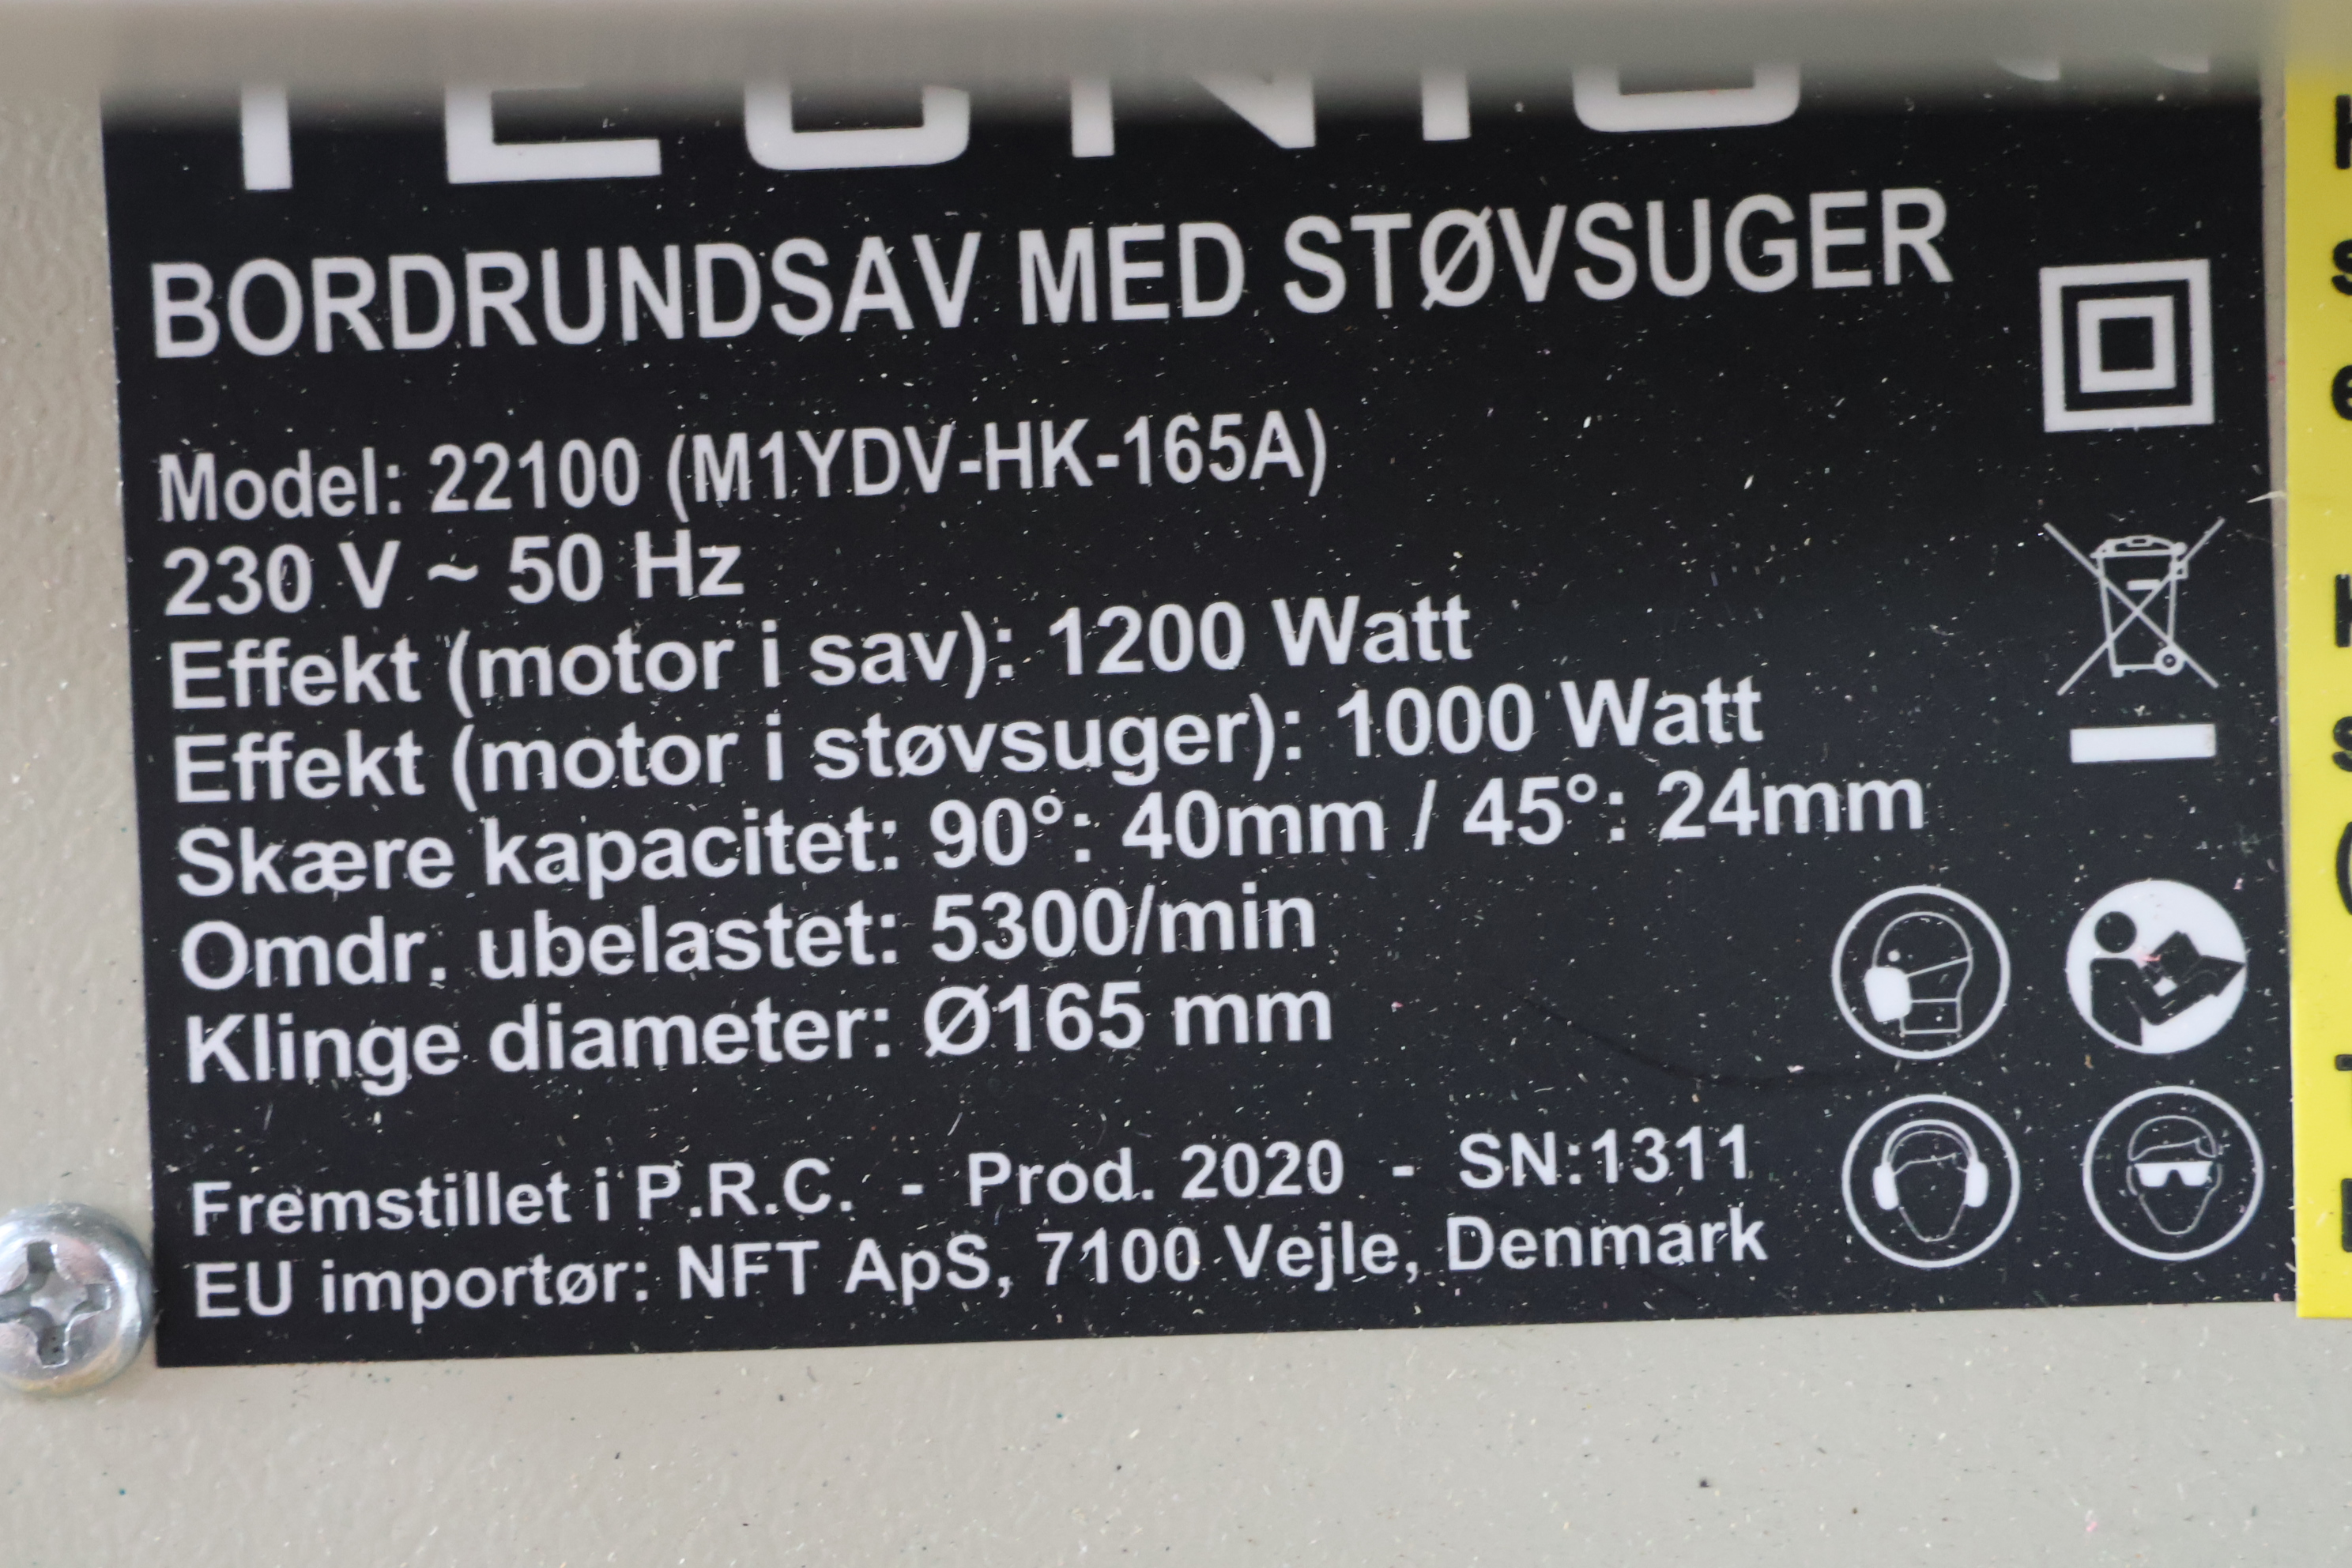 BORDRUNDSAV MED STØVSUGER
Model: 22100 (M1YDV-HK-165A)
230 V ~ 50 Hz
Effekt (motor i sav): 1200 Watt
Effekt (motor i støvsuger): 1000 Watt
Skære kapacitet: 90°: 40mm / 45°: 24mm
Omdr. ubelastet: 5300/min
Klinge diameter: Ø165 mm
Fremstillet i P.R.C. - Prod. 2020 - SN:1311
EU importør: NFT ApS, 7100 Vejle, Denmark